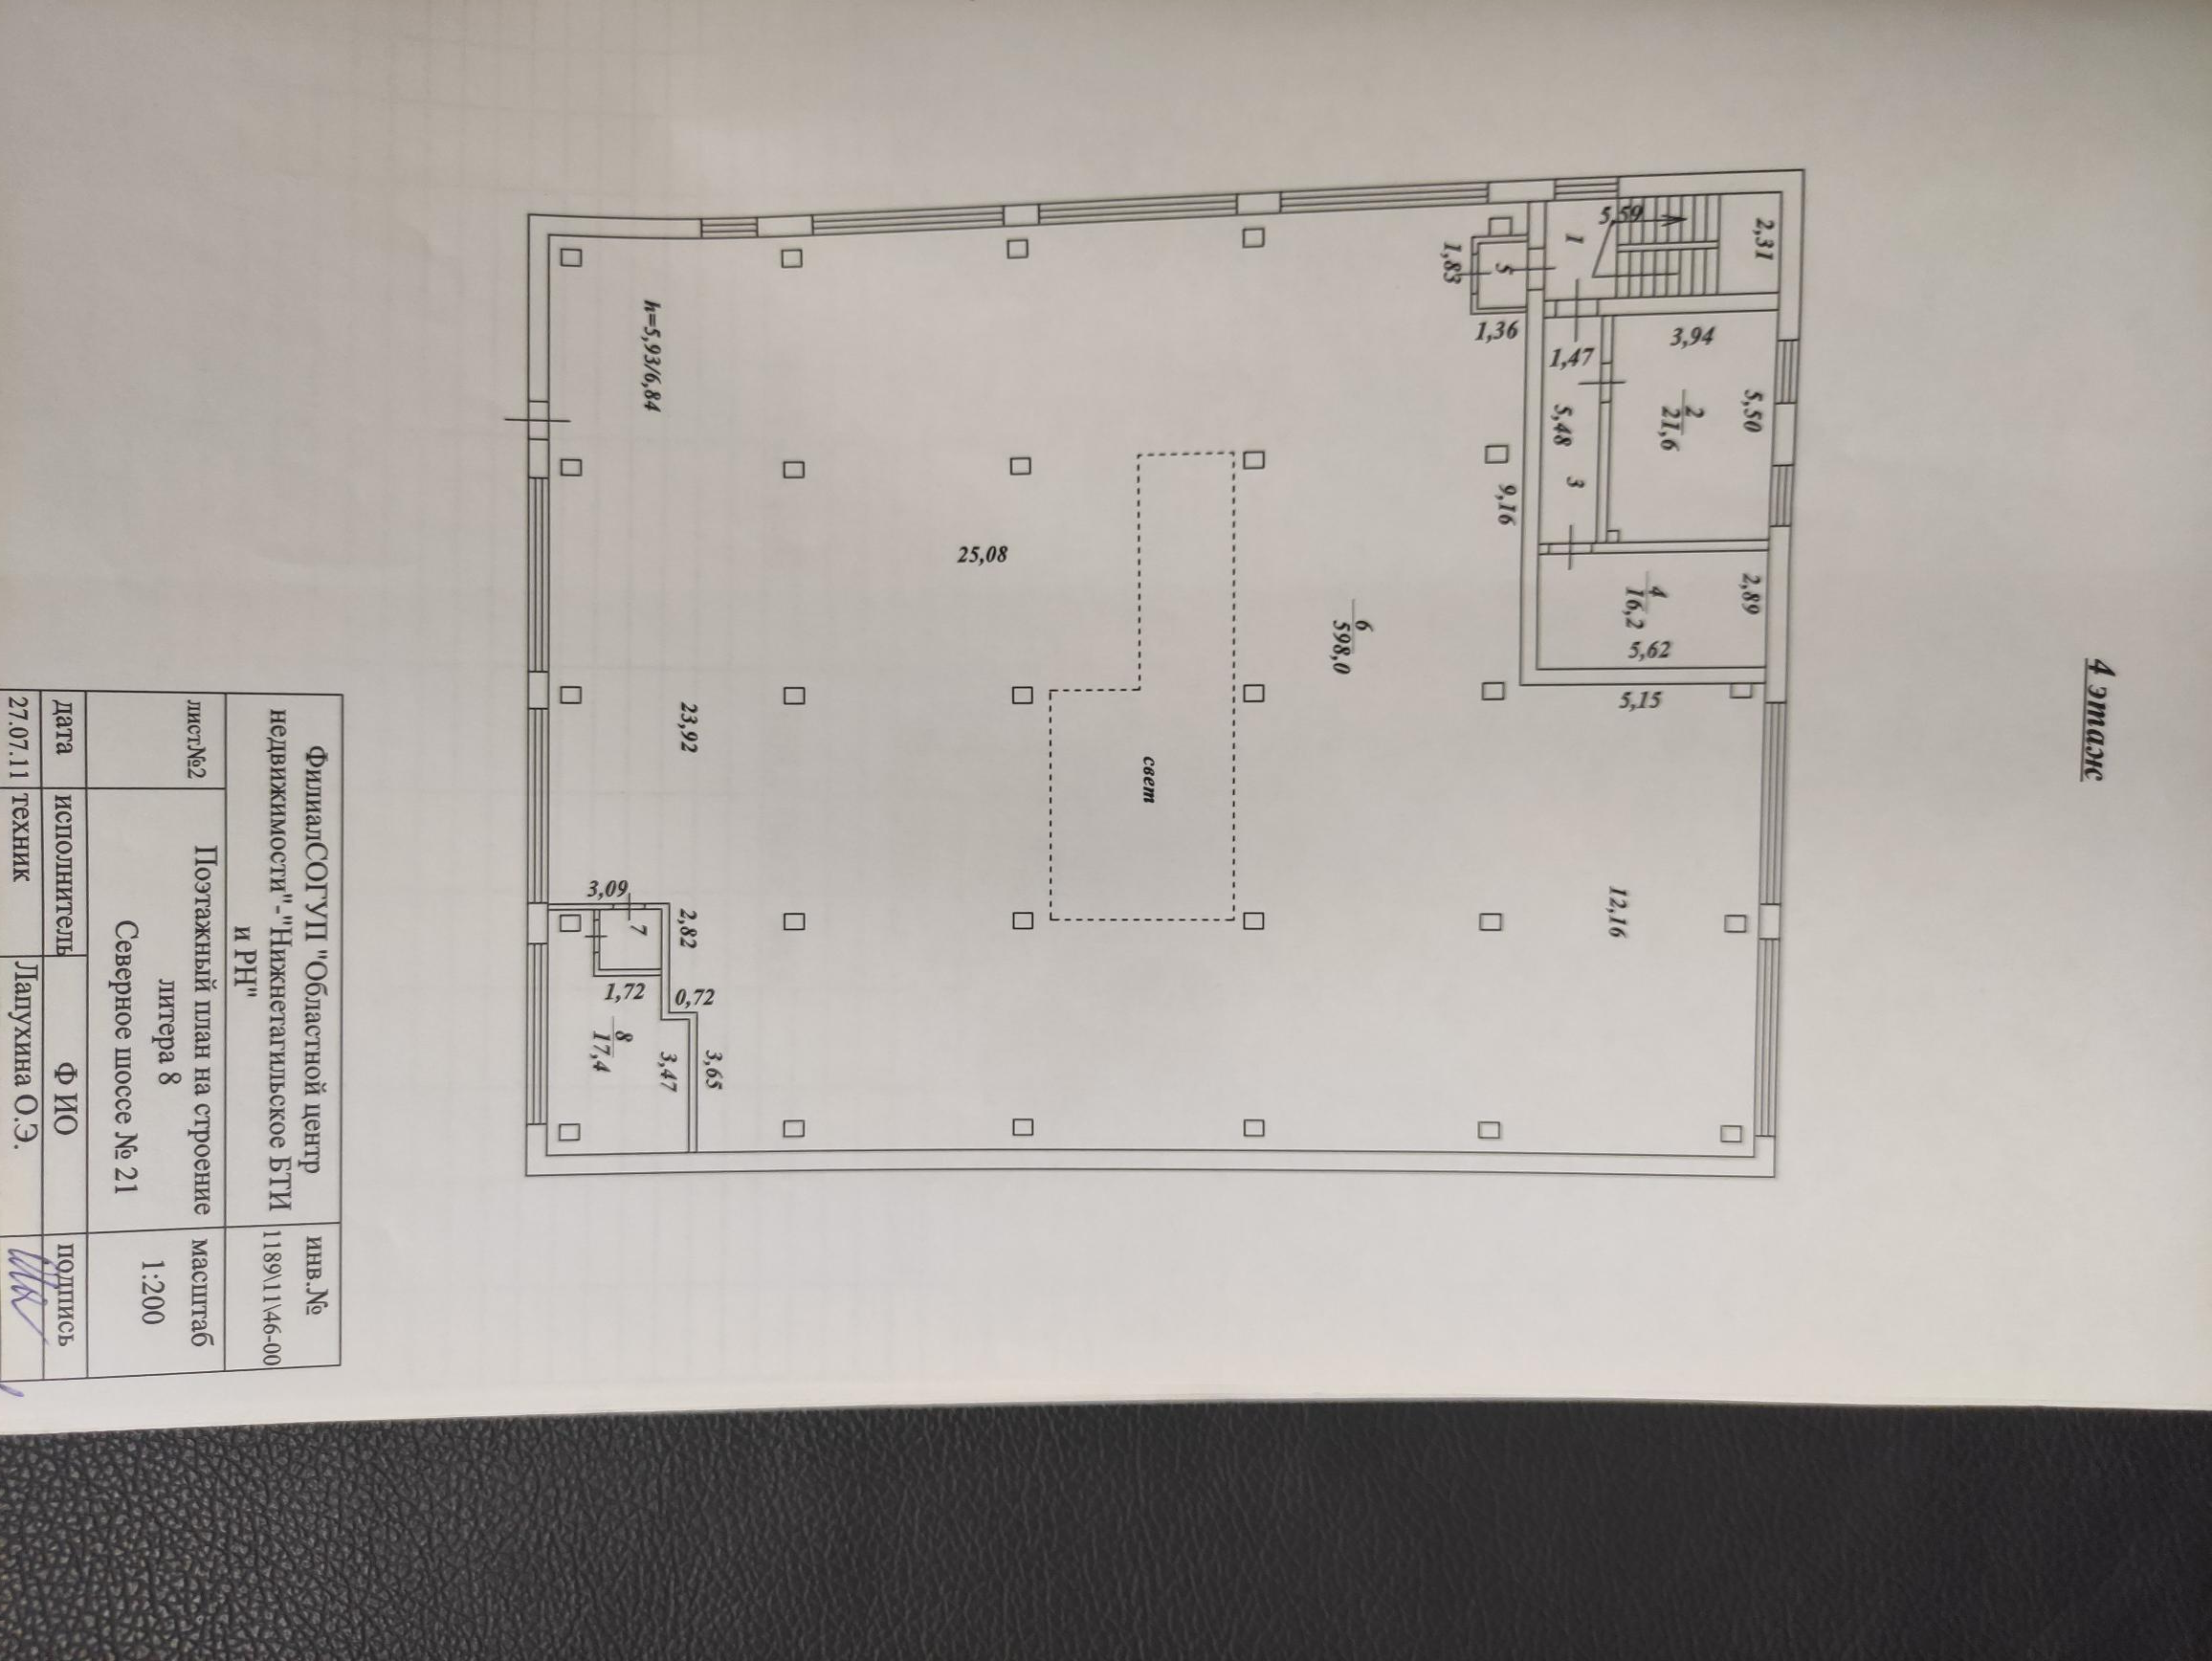 4 этаж
2,31
5,59
1
3,94
5,50
2
21,6
1,47
5,48
3
2,89
4
16,2
5,62
5,15
5
1,83
1,36
9,16
12,16
6
598,0
свет
25,08
h=5,93/6,84
23,92
3,09
2,82
7
1,72
0,72
8
17,4
3,47
3,65
ФилиалСОГУП "Областной центр
недвижимости"-"Нижнетагильское БТИ
и РН"
инв.№
1189\11\46-00
лист№2
Поэтажный план на строение
литера 8
Северное шоссе № 21
масштаб
1:200
дата исполнитель Ф ИО подпись
27.07.11 техник Лапухина О.Э.